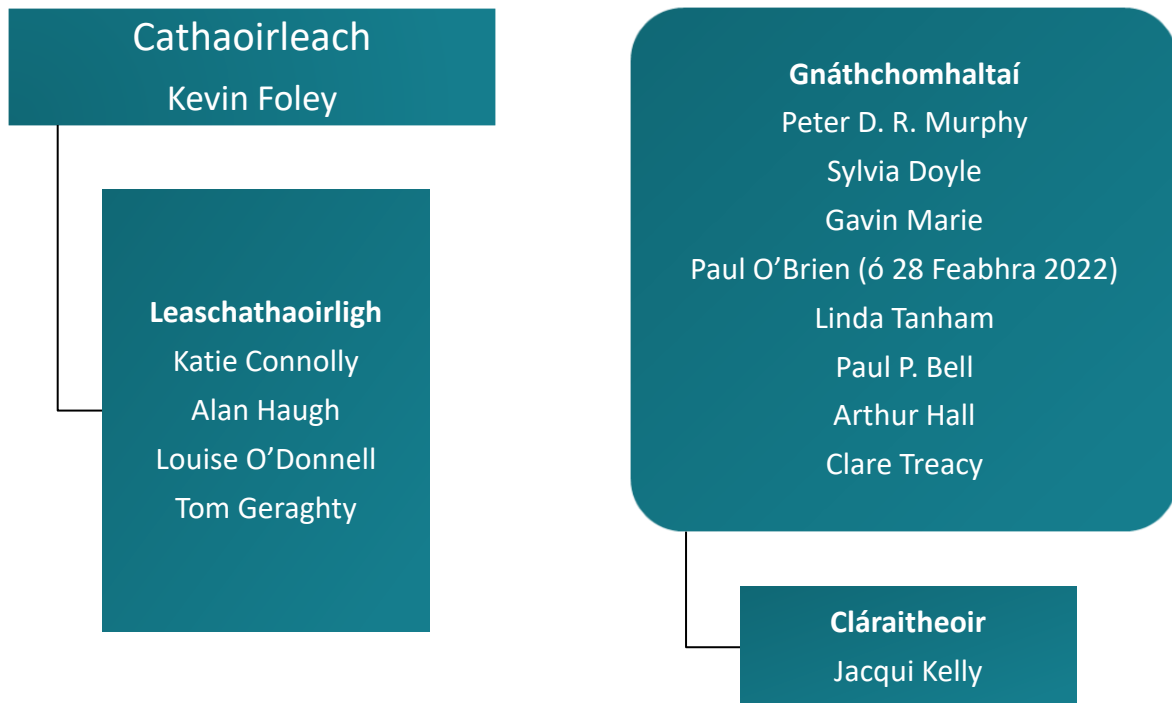 Cathaoirleach
Kevin Foley
Leaschathaoirligh
Katie Connolly
Alan Haugh
Louise O’Donnell
Tom Geraghty
Gnáthchomhaltaí
Peter D. R. Murphy
Sylvia Doyle
Gavin Marie
Paul O’Brien (ó 28 Feabhra 2022)
Linda Tanham
Paul P. Bell
Arthur Hall
Clare Treacy
Cláraitheoir
Jacqui Kelly